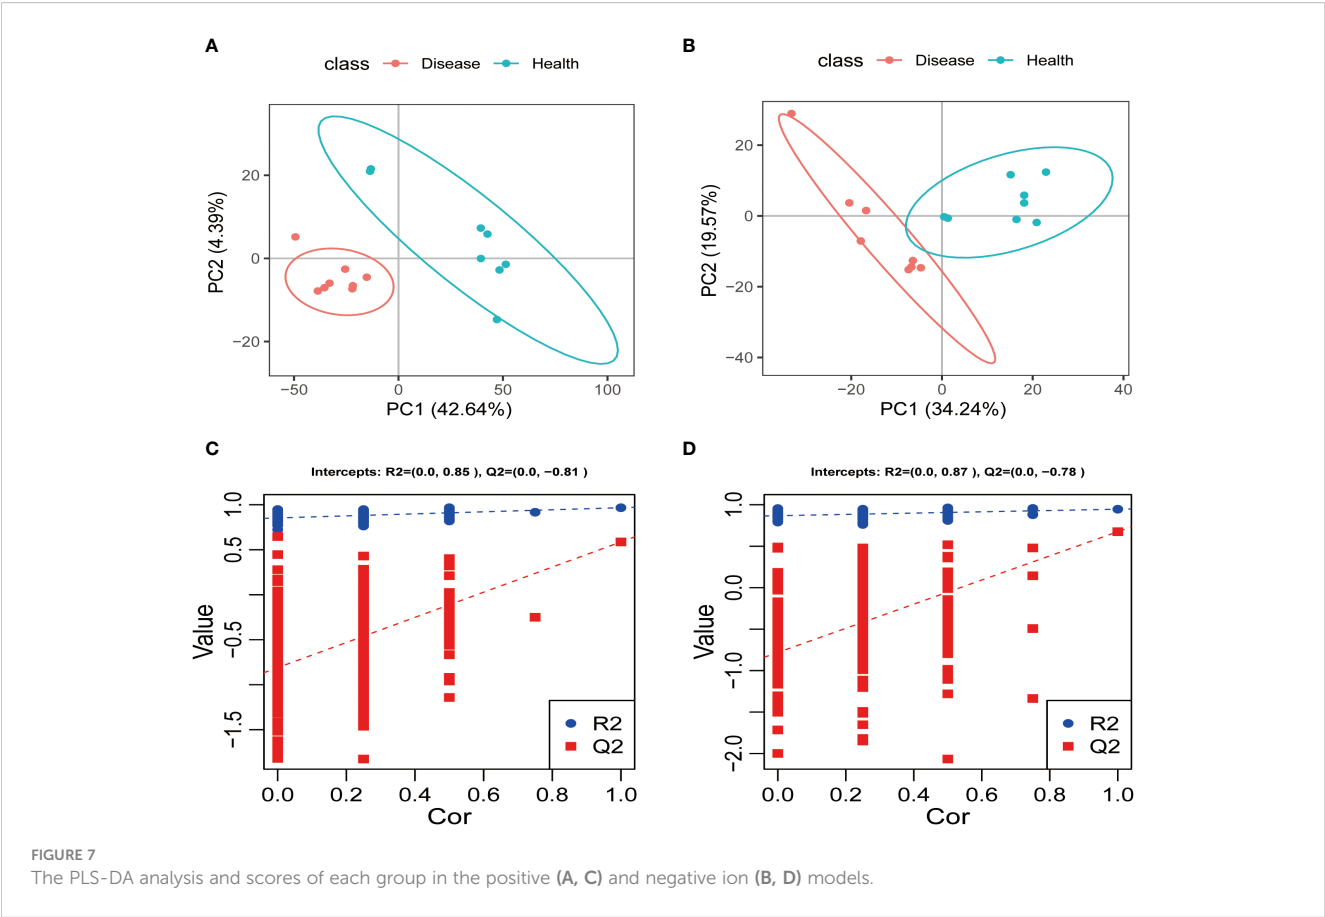 A
class Disease Health
PC2 (4.39%)
20
0
−20
−50 0 50 100
PC1 (42.64%)
B
class Disease Health
PC2 (19.57%)
20
0
−20
−40
−20 0 20 40
PC1 (34.24%)
C
Intercepts: R2=(0.0, 0.85 ), Q2=(0.0, −0.81 )
Value
1.0
0.5
−0.5
−1.5
R2
Q2
0.0 0.2 0.4 0.6 0.8 1.0
Cor
D
Intercepts: R2=(0.0, 0.87 ), Q2=(0.0, −0.78 )
Value
1.0
0.0
−1.0
−2.0
R2
Q2
0.0 0.2 0.4 0.6 0.8 1.0
Cor
FIGURE 7
The PLS-DA analysis and scores of each group in the positive (A, C) and negative ion (B, D) models.